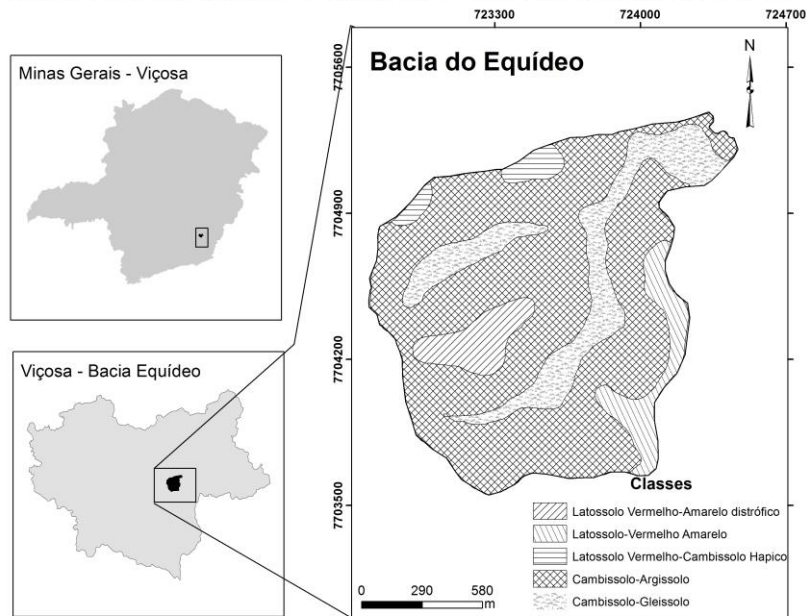 723300
724000
724700
Minas Gerais - Viçosa
Bacia do Equídeo
N
7705600
7704900
7704200
7703500
Viçosa - Bacia Equídeo
Classes
Latossolo Vermelho-Amarelo distrófico
Latossolo-Vermelho Amarelo
Latossolo Vermelho-Cambissolo Hapico
Cambissolo-Argissolo
Cambissolo-Gleissolo
0 290 580
m